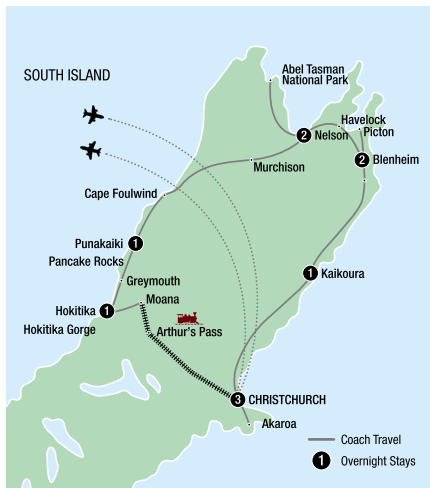 SOUTH ISLAND
Abel Tasman
National Park
Havelock
Picton
2 Nelson
2 Blenheim
Murchison
Cape Foulwind
Punakaiki 1
Pancake Rocks
1 Kaikoura
Greymouth
Moana
Hokitika 1
Hokitika Gorge
Arthur's Pass
3 CHRISTCHURCH
Akaroa
Coach Travel
1 Overnight Stays